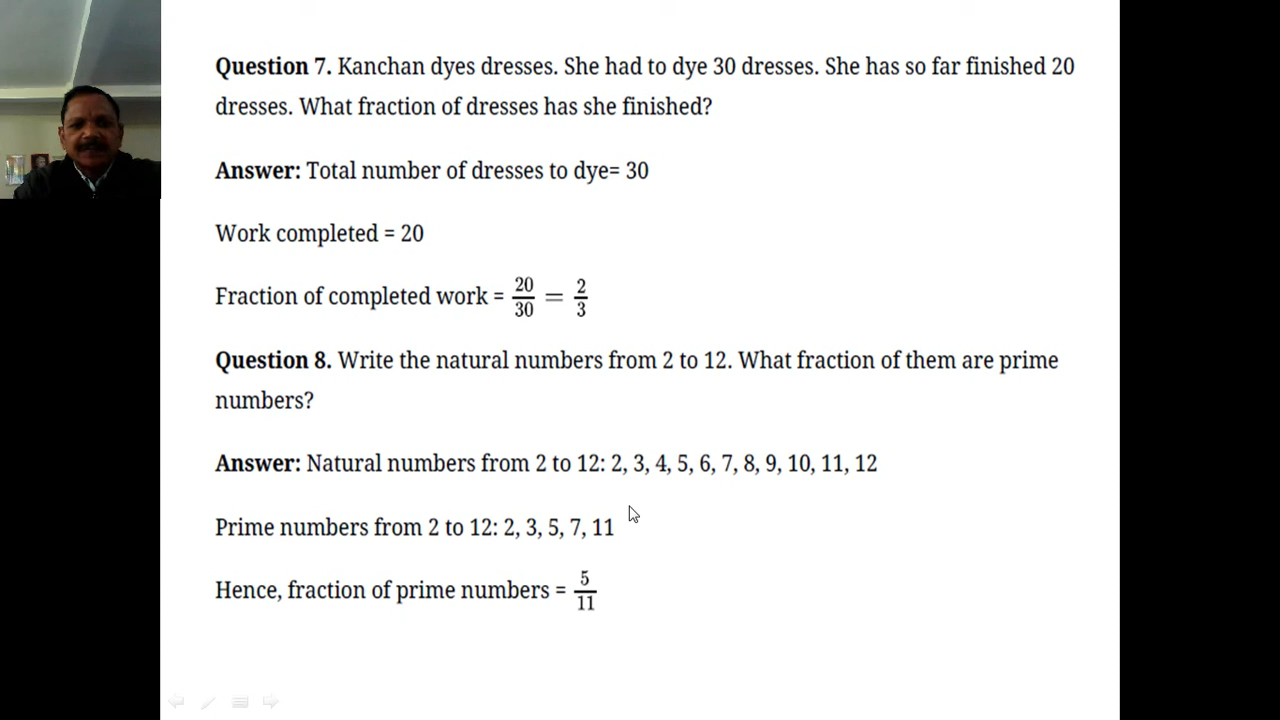 Question 7. Kanchan dyes dresses. She had to dye 30 dresses. She has so far finished 20
dresses. What fraction of dresses has she finished?
Answer: Total number of dresses to dye= 30
Work completed = 20
Fraction of completed work = 20/30 = 2/3
Question 8. Write the natural numbers from 2 to 12. What fraction of them are prime
numbers?
Answer: Natural numbers from 2 to 12: 2, 3, 4, 5, 6, 7, 8, 9, 10, 11, 12
Prime numbers from 2 to 12: 2, 3, 5, 7, 11
Hence, fraction of prime numbers = 5/11